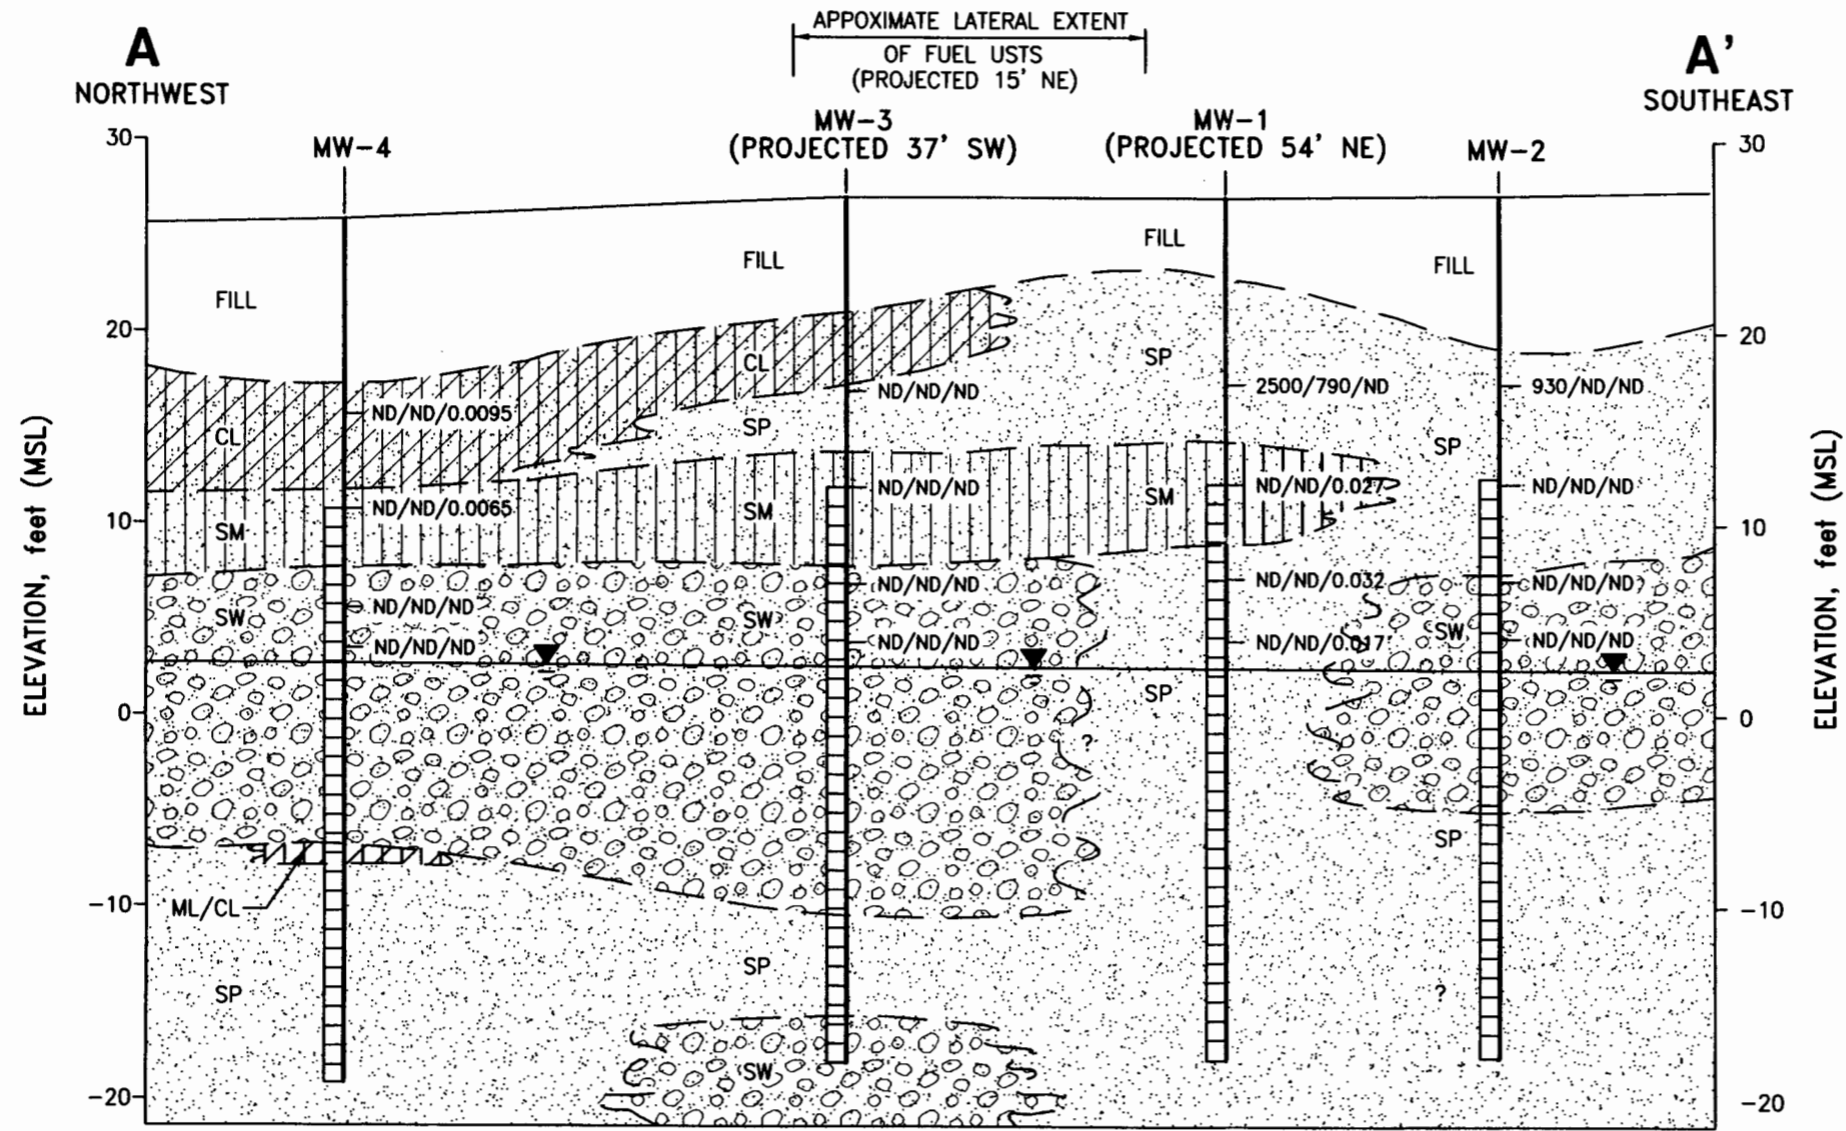 APPOXIMATE LATERAL EXTENT
OF FUEL USTS
(PROJECTED 15' NE)
A
NORTHWEST
A'
SOUTHEAST
MW-4
MW-3
(PROJECTED 37' SW)
MW-1
(PROJECTED 54' NE)
MW-2
30
30
FILL
FILL
FILL
FILL
20
20
CL
SP
ND/ND/ND
2500/790/ND
930/ND/ND
ND/ND/0.0095
CL
SP
SP
ND/ND/0.0065
ND/ND/ND
ND/ND/0.027
ND/ND/ND
SM
SM
SM
10
10
ND/ND/ND
ND/ND/ND
ND/ND/0.032
ND/ND/ND
SW
SW
SW
ND/ND/ND
ND/ND/ND
ND/ND/0.017
ND/ND/ND
SP
0
0
?
SP
ML/CL
-10
-10
SP
SP
?
SW
-20
-20
ELEVATION, feet (MSL)
ELEVATION, feet (MSL)